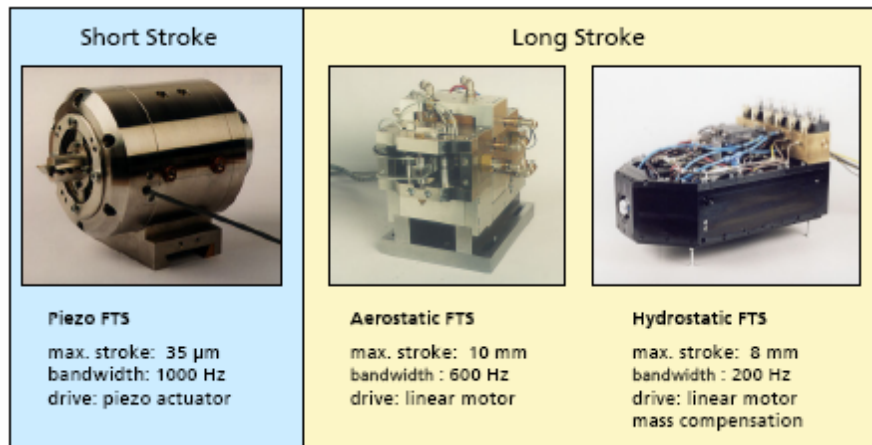 Short Stroke
Long Stroke
Piezo FTS
max. stroke: 35 µm
bandwidth: 1000 Hz
drive: piezo actuator
Aerostatic FTS
max. stroke: 10 mm
bandwidth : 600 Hz
drive: linear motor
Hydrostatic FTS
max. stroke: 8 mm
bandwidth : 200 Hz
drive: linear motor
mass compensation